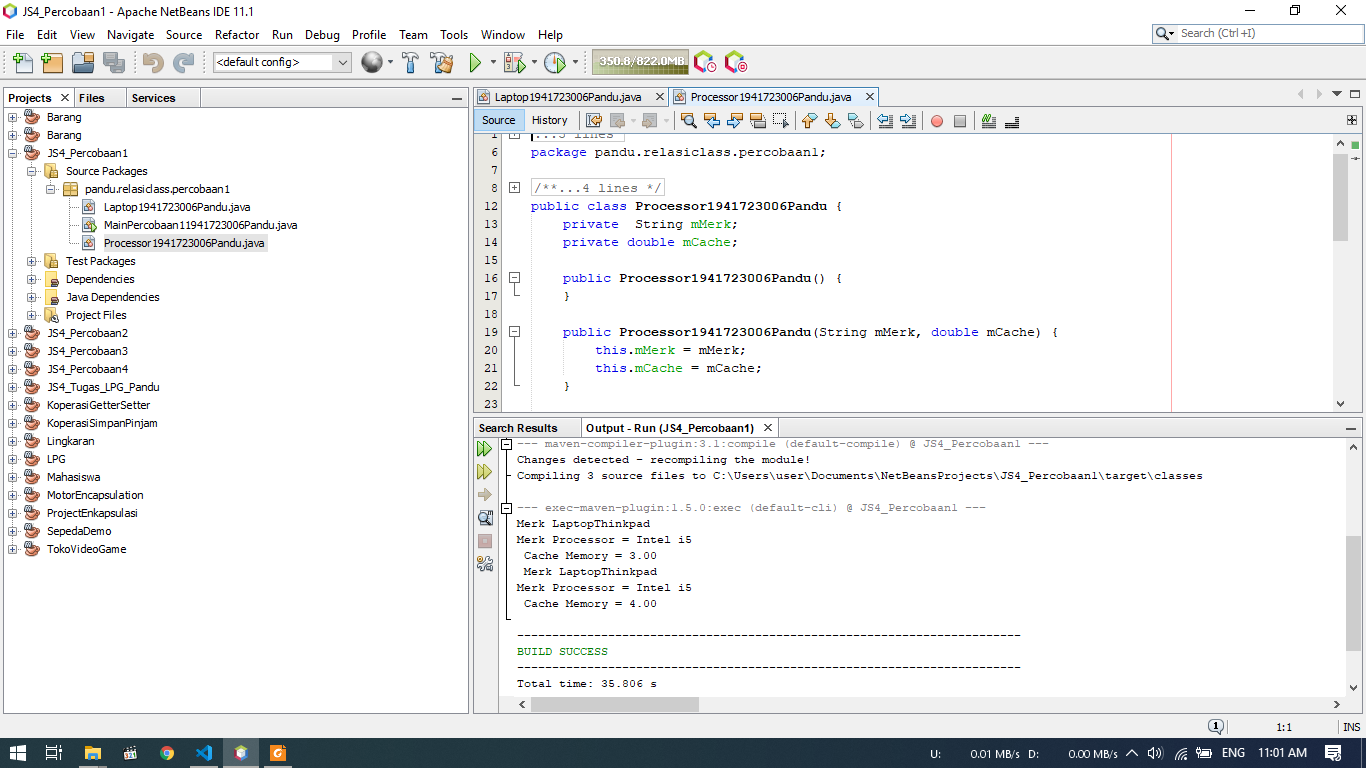 JS4_Percobaan1 - Apache NetBeans IDE 11.1
File Edit View Navigate Source Refactor Run Debug Profile Team Tools Window Help
Search (Ctrl+I)
<default config>
350.8/822.0MB
Projects
Files
Services
Barang
Barang
JS4_Percobaan1
Source Packages
pandu.relasiclass.percobaan1
Laptop1941723006Pandu.java
MainPercobaan11941723006Pandu.java
Processor1941723006Pandu.java
Test Packages
Dependencies
Java Dependencies
Project Files
JS4_Percobaan2
JS4_Percobaan3
JS4_Percobaan4
JS4_Tugas_LPG_Pandu
KoperasiGetterSetter
KoperasiSimpanPinjam
Lingkaran
LPG
Mahasiswa
MotorEncapsulation
ProjectEnkapsulasi
SepedaDemo
TokoVideoGame
Laptop1941723006Pandu.java
Processor1941723006Pandu.java
Source
History
6 package pandu.relasiclass.percobaan1;
7
8 /**...4 lines */
12 public class Processor1941723006Pandu {
13 private  String mMerk;
14 private double mCache;
15
16 public Processor1941723006Pandu() {
17 }
18
19 public Processor1941723006Pandu(String mMerk, double mCache) {
20 this.mMerk = mMerk;
21 this.mCache = mCache;
22 }
23
Search Results
Output - Run (JS4_Percobaan1)
--- maven-compiler-plugin:3.1:compile (default-compile) @ JS4_Percobaan1 ---
Changes detected - recompiling the module!
Compiling 3 source files to C:\Users\user\Documents\NetBeansProjects\JS4_Percobaan1\target\classes
--- exec-maven-plugin:1.5.0:exec (default-cli) @ JS4_Percobaan1 ---
Merk LaptopThinkpad
Merk Processor = Intel i5
Cache Memory = 3.00
Merk LaptopThinkpad
Merk Processor = Intel i5
Cache Memory = 4.00
------------------------------------------------------------------------
BUILD SUCCESS
------------------------------------------------------------------------
Total time: 35.806 s
1
1:1
INS
U: 0.01 MB/s D: 0.00 MB/s
ENG
11:01 AM